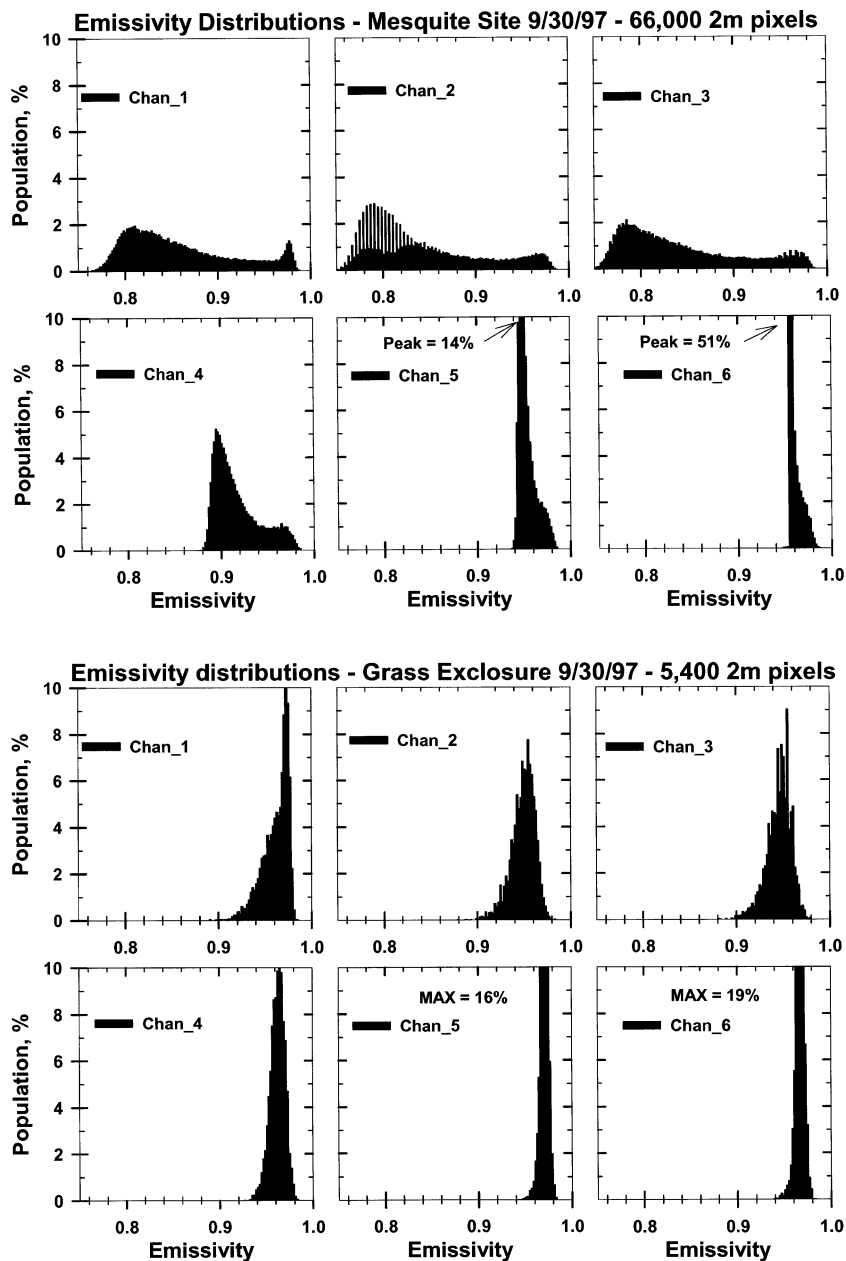 Emissivity Distributions - Mesquite Site 9/30/97 - 66,000 2m pixels
Population, %
10
8
6
4
2
0
Chan_1
Chan_2
Chan_3
0.8 0.9 1.0
0.8 0.9 1.0
0.8 0.9 1.0
Population, %
10
8
6
4
2
0
Chan_4
Peak = 14%
Chan_5
Peak = 51%
Chan_6
0.8 0.9 1.0
0.8 0.9 1.0
0.8 0.9 1.0
Emissivity
Emissivity
Emissivity
Emissivity distributions - Grass Exclosure 9/30/97 - 5,400 2m pixels
Population, %
10
8
6
4
2
0
Chan_1
Chan_2
Chan_3
0.8 0.9 1.0
0.8 0.9 1.0
0.8 0.9 1.0
Population, %
10
8
6
4
2
0
Chan_4
MAX = 16%
Chan_5
MAX = 19%
Chan_6
0.8 0.9 1.0
0.8 0.9 1.0
0.8 0.9 1.0
Emissivity
Emissivity
Emissivity